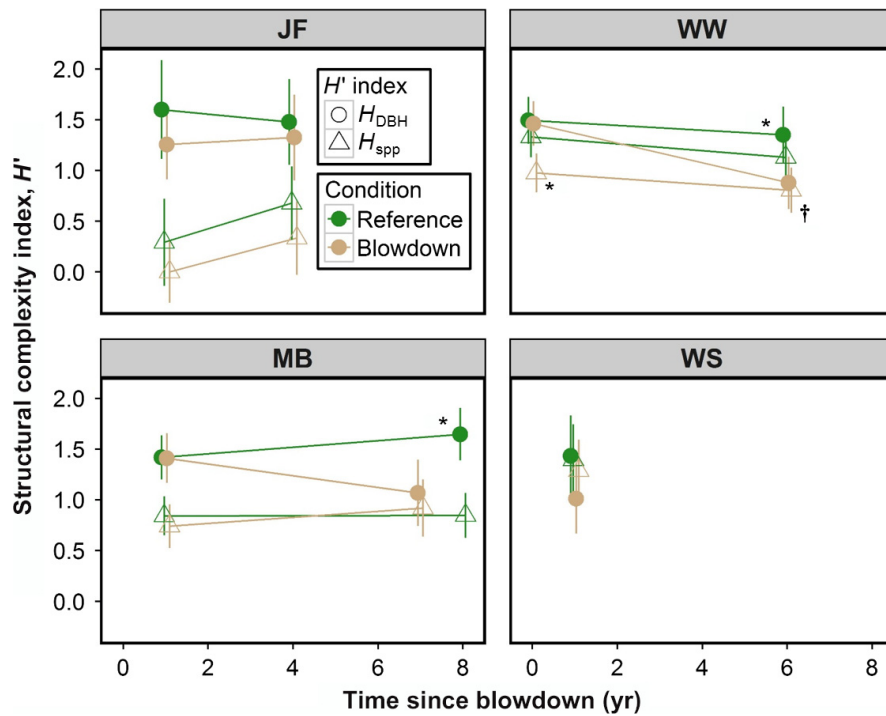 JF
WW
2.0
1.5
1.0
0.5
0.0
H' index
H_DBH
H_spp
Condition
Reference
Blowdown
*
*
†
Structural complexity index, H'
MB
WS
2.0
1.5
1.0
0.5
0.0
*
0 2 4 6 8
0 2 4 6 8
Time since blowdown (yr)